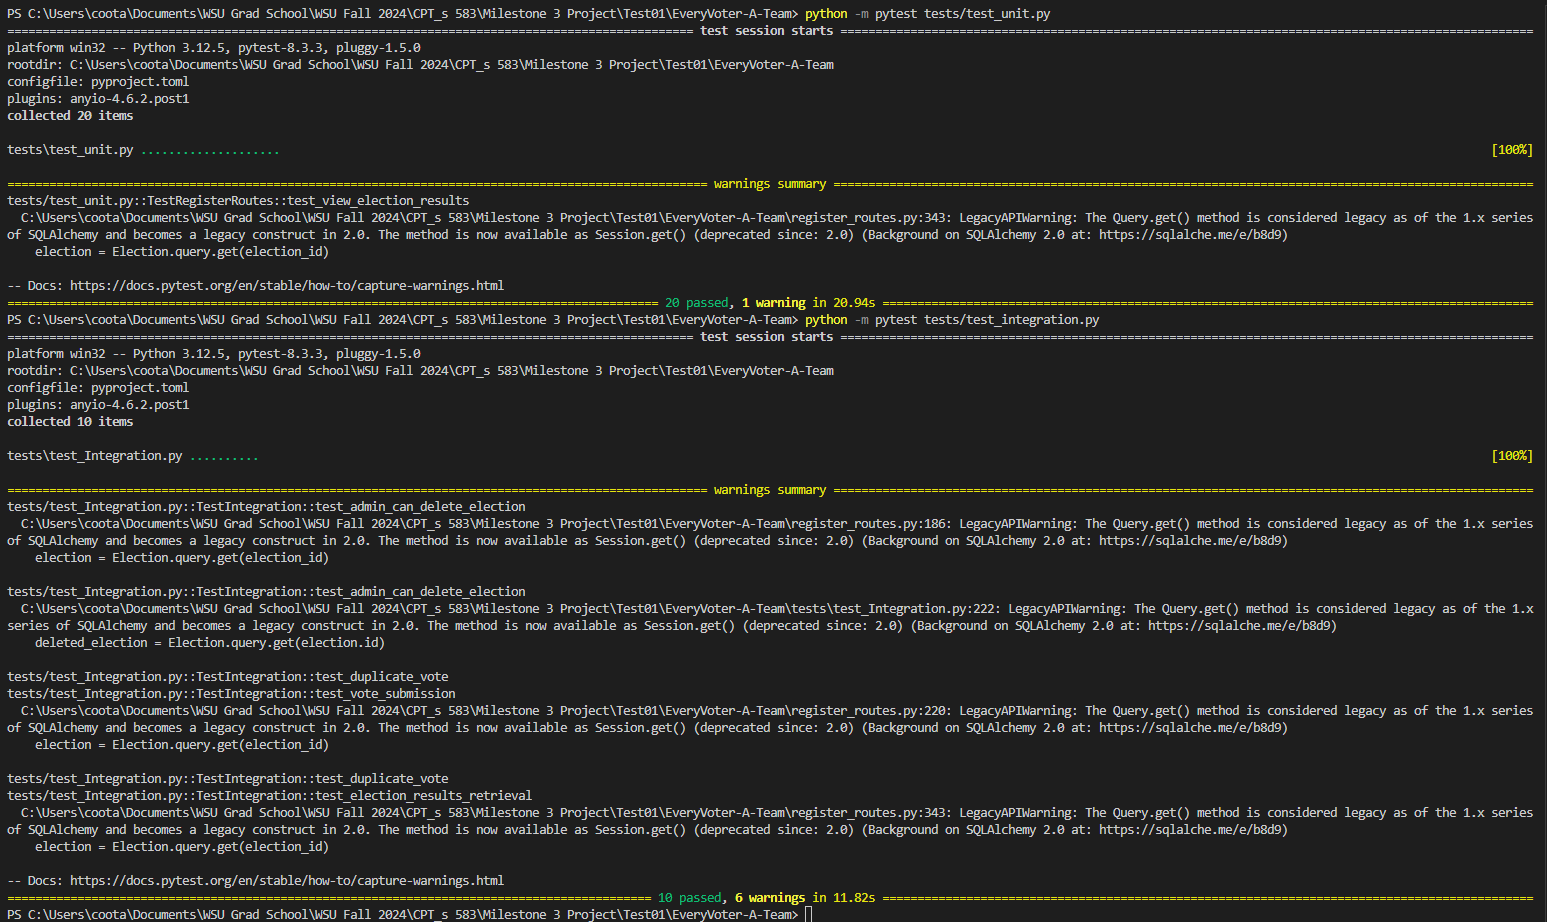 PS C:\Users\coota\Documents\WSU Grad School\WSU Fall 2024\CPT_s 583\Milestone 3 Project\Test01\EveryVoter-A-Team> python -m pytest tests/test_unit.py
=================================================================================================== test session starts ====================================================================================================
platform win32 -- Python 3.12.5, pytest-8.3.3, pluggy-1.5.0
rootdir: C:\Users\coota\Documents\WSU Grad School\WSU Fall 2024\CPT_s 583\Milestone 3 Project\Test01\EveryVoter-A-Team
configfile: pyproject.toml
plugins: anyio-4.6.2.post1
collected 20 items
tests\test_unit.py .................... [100%]
===================================================================================================== warnings summary =====================================================================================================
tests/test_unit.py::TestRegisterRoutes::test_view_election_results
C:\Users\coota\Documents\WSU Grad School\WSU Fall 2024\CPT_s 583\Milestone 3 Project\Test01\EveryVoter-A-Team\register_routes.py:343: LegacyAPIWarning: The Query.get() method is considered legacy as of the 1.x series
of SQLAlchemy and becomes a legacy construct in 2.0. The method is now available as Session.get() (deprecated since: 2.0) (Background on SQLAlchemy 2.0 at: https://sqlalche.me/e/b8d9)
election = Election.query.get(election_id)
-- Docs: https://docs.pytest.org/en/stable/how-to/capture-warnings.html
============================================================================================== 20 passed, 1 warning in 20.94s ==============================================================================================
PS C:\Users\coota\Documents\WSU Grad School\WSU Fall 2024\CPT_s 583\Milestone 3 Project\Test01\EveryVoter-A-Team> python -m pytest tests/test_integration.py
=================================================================================================== test session starts ====================================================================================================
platform win32 -- Python 3.12.5, pytest-8.3.3, pluggy-1.5.0
rootdir: C:\Users\coota\Documents\WSU Grad School\WSU Fall 2024\CPT_s 583\Milestone 3 Project\Test01\EveryVoter-A-Team
configfile: pyproject.toml
plugins: anyio-4.6.2.post1
collected 10 items
tests\test_Integration.py .......... [100%]
===================================================================================================== warnings summary =====================================================================================================
tests/test_Integration.py::TestIntegration::test_admin_can_delete_election
C:\Users\coota\Documents\WSU Grad School\WSU Fall 2024\CPT_s 583\Milestone 3 Project\Test01\EveryVoter-A-Team\register_routes.py:186: LegacyAPIWarning: The Query.get() method is considered legacy as of the 1.x series
of SQLAlchemy and becomes a legacy construct in 2.0. The method is now available as Session.get() (deprecated since: 2.0) (Background on SQLAlchemy 2.0 at: https://sqlalche.me/e/b8d9)
election = Election.query.get(election_id)
tests/test_Integration.py::TestIntegration::test_admin_can_delete_election
C:\Users\coota\Documents\WSU Grad School\WSU Fall 2024\CPT_s 583\Milestone 3 Project\Test01\EveryVoter-A-Team\tests\test_Integration.py:222: LegacyAPIWarning: The Query.get() method is considered legacy as of the 1.x
series of SQLAlchemy and becomes a legacy construct in 2.0. The method is now available as Session.get() (deprecated since: 2.0) (Background on SQLAlchemy 2.0 at: https://sqlalche.me/e/b8d9)
deleted_election = Election.query.get(election.id)
tests/test_Integration.py::TestIntegration::test_duplicate_vote
tests/test_Integration.py::TestIntegration::test_vote_submission
C:\Users\coota\Documents\WSU Grad School\WSU Fall 2024\CPT_s 583\Milestone 3 Project\Test01\EveryVoter-A-Team\register_routes.py:220: LegacyAPIWarning: The Query.get() method is considered legacy as of the 1.x series
of SQLAlchemy and becomes a legacy construct in 2.0. The method is now available as Session.get() (deprecated since: 2.0) (Background on SQLAlchemy 2.0 at: https://sqlalche.me/e/b8d9)
election = Election.query.get(election_id)
tests/test_Integration.py::TestIntegration::test_duplicate_vote
tests/test_Integration.py::TestIntegration::test_election_results_retrieval
C:\Users\coota\Documents\WSU Grad School\WSU Fall 2024\CPT_s 583\Milestone 3 Project\Test01\EveryVoter-A-Team\register_routes.py:343: LegacyAPIWarning: The Query.get() method is considered legacy as of the 1.x series
of SQLAlchemy and becomes a legacy construct in 2.0. The method is now available as Session.get() (deprecated since: 2.0) (Background on SQLAlchemy 2.0 at: https://sqlalche.me/e/b8d9)
election = Election.query.get(election_id)
-- Docs: https://docs.pytest.org/en/stable/how-to/capture-warnings.html
============================================================================================= 10 passed, 6 warnings in 11.82s ==============================================================================================
PS C:\Users\coota\Documents\WSU Grad School\WSU Fall 2024\CPT_s 583\Milestone 3 Project\Test01\EveryVoter-A-Team>